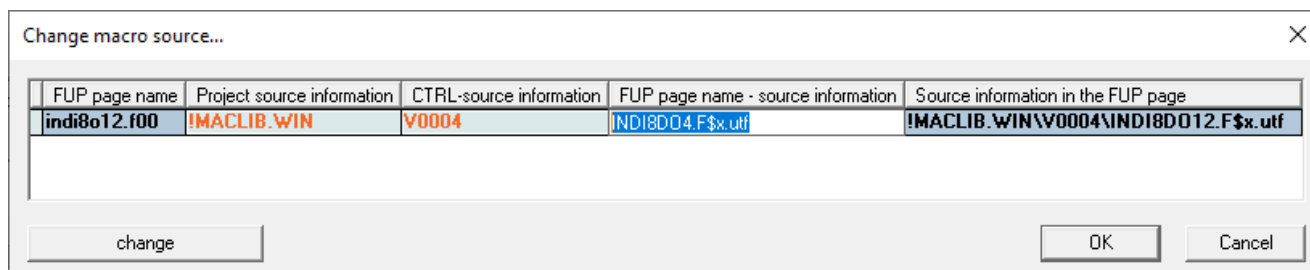 Change macro source...
FUP page name Project source information CTRL-source information FUP page name - source information Source information in the FUP page
indi8o12.f00 !MACLIB.WIN V0004 INDI8DO4.F$x.utf !MACLIB.WIN\V0004\INDI8DO12.F$x.utf
change OK Cancel